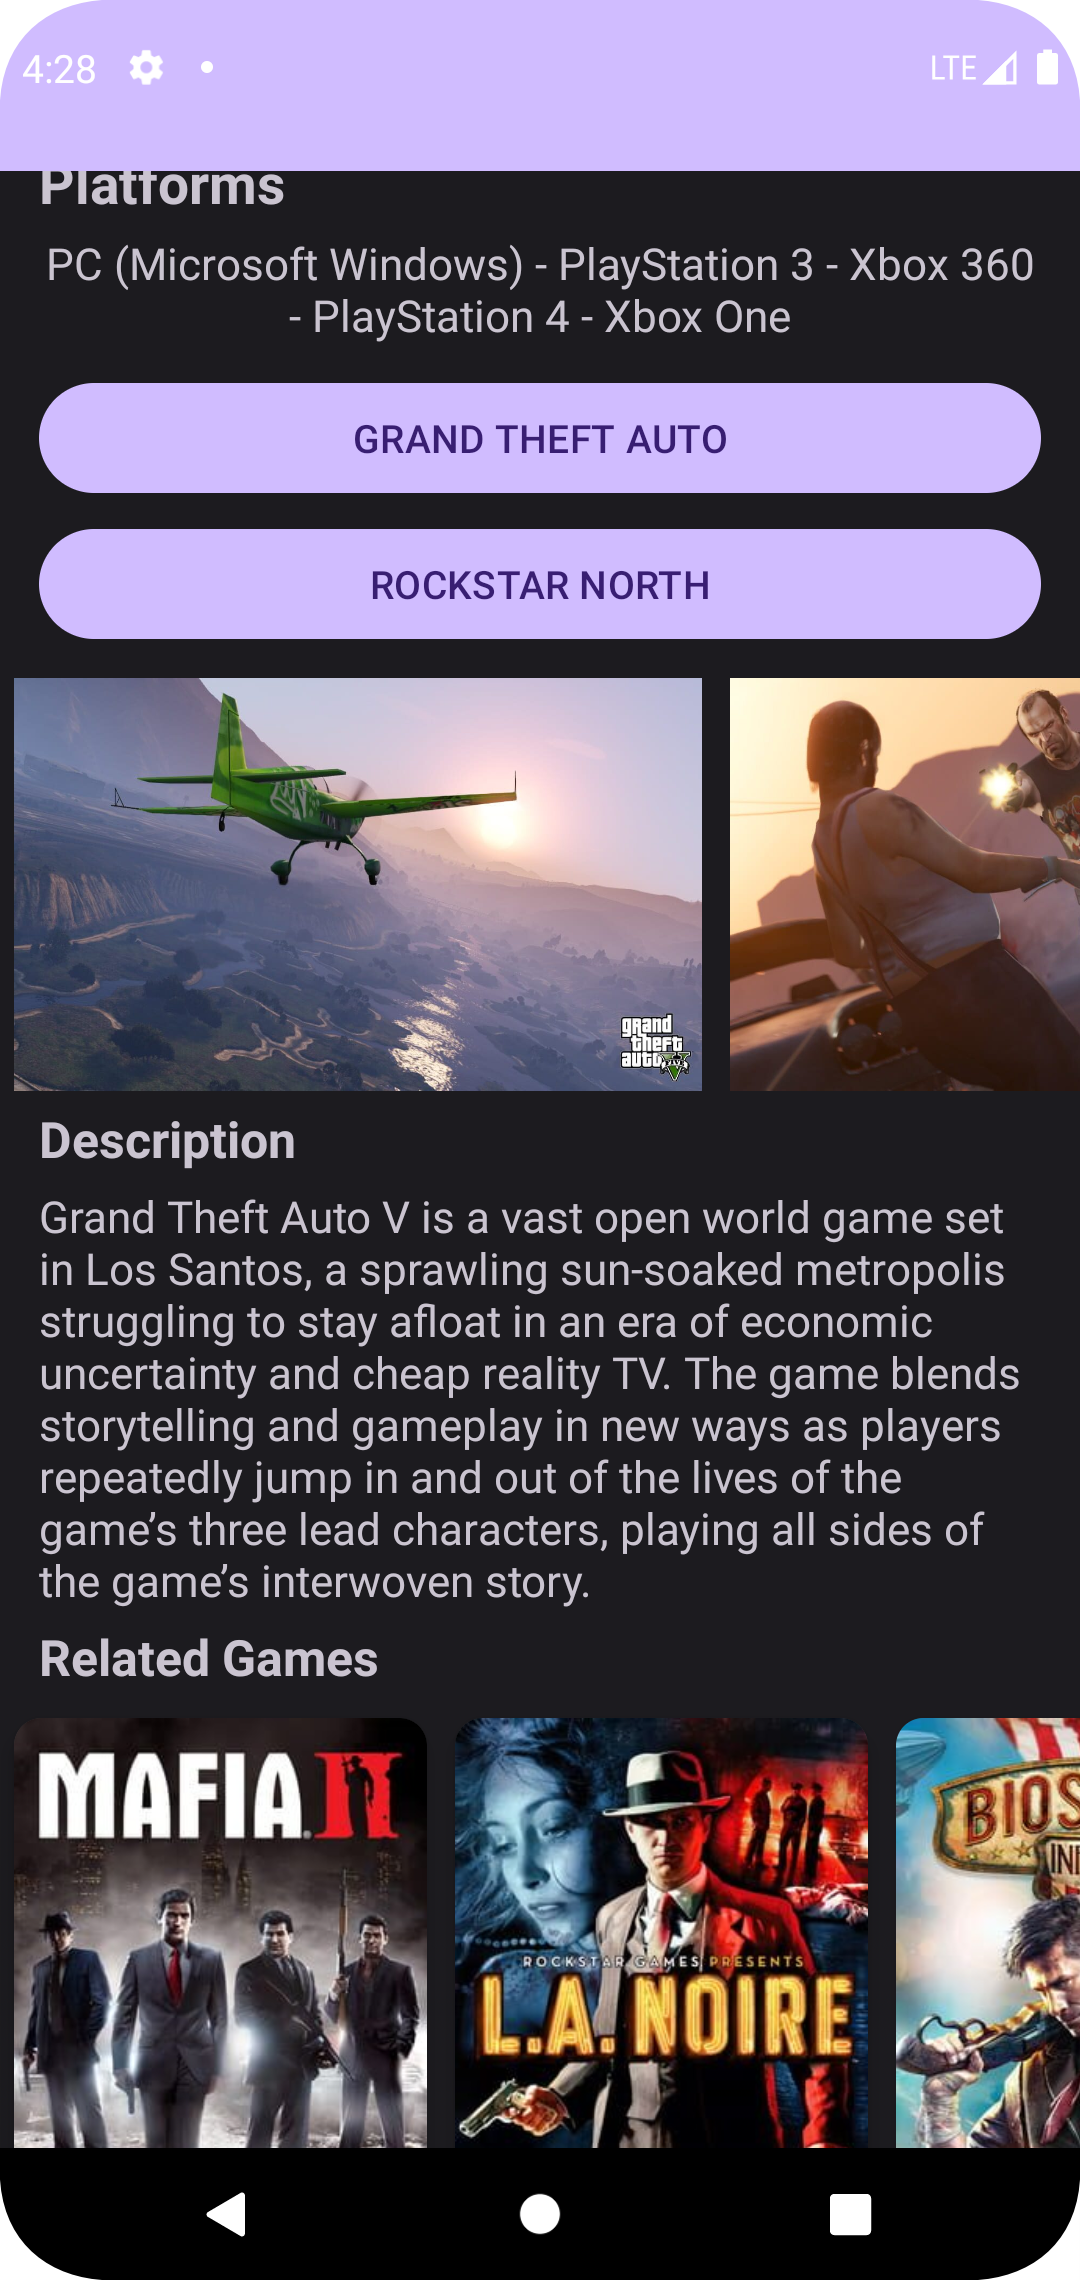 4:28
LTE
Platforms
PC (Microsoft Windows) - PlayStation 3 - Xbox 360
- PlayStation 4 - Xbox One
GRAND THEFT AUTO
ROCKSTAR NORTH
grand
theft
auto V
Description
Grand Theft Auto V is a vast open world game set
in Los Santos, a sprawling sun-soaked metropolis
struggling to stay afloat in an era of economic
uncertainty and cheap reality TV. The game blends
storytelling and gameplay in new ways as players
repeatedly jump in and out of the lives of the
game’s three lead characters, playing all sides of
the game’s interwoven story.
Related Games
MAFIA II
ROCKSTAR GAMES PRESENTS
L.A. NOIRE
BIOS
IN